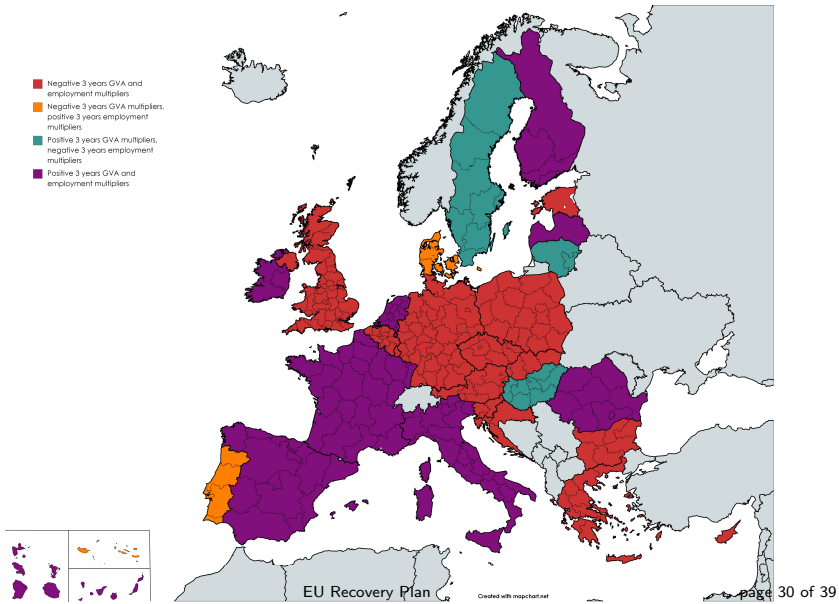 Negative 3 years GVA and
employment multipliers
Negative 3 years GVA multipliers,
positive 3 years employment
multipliers
Positive 3 years GVA multipliers,
negative 3 years employment
multipliers
Positive 3 years GVA and
employment multipliers
EU Recovery Plan
Created with mapchart.net
page 30 of 39